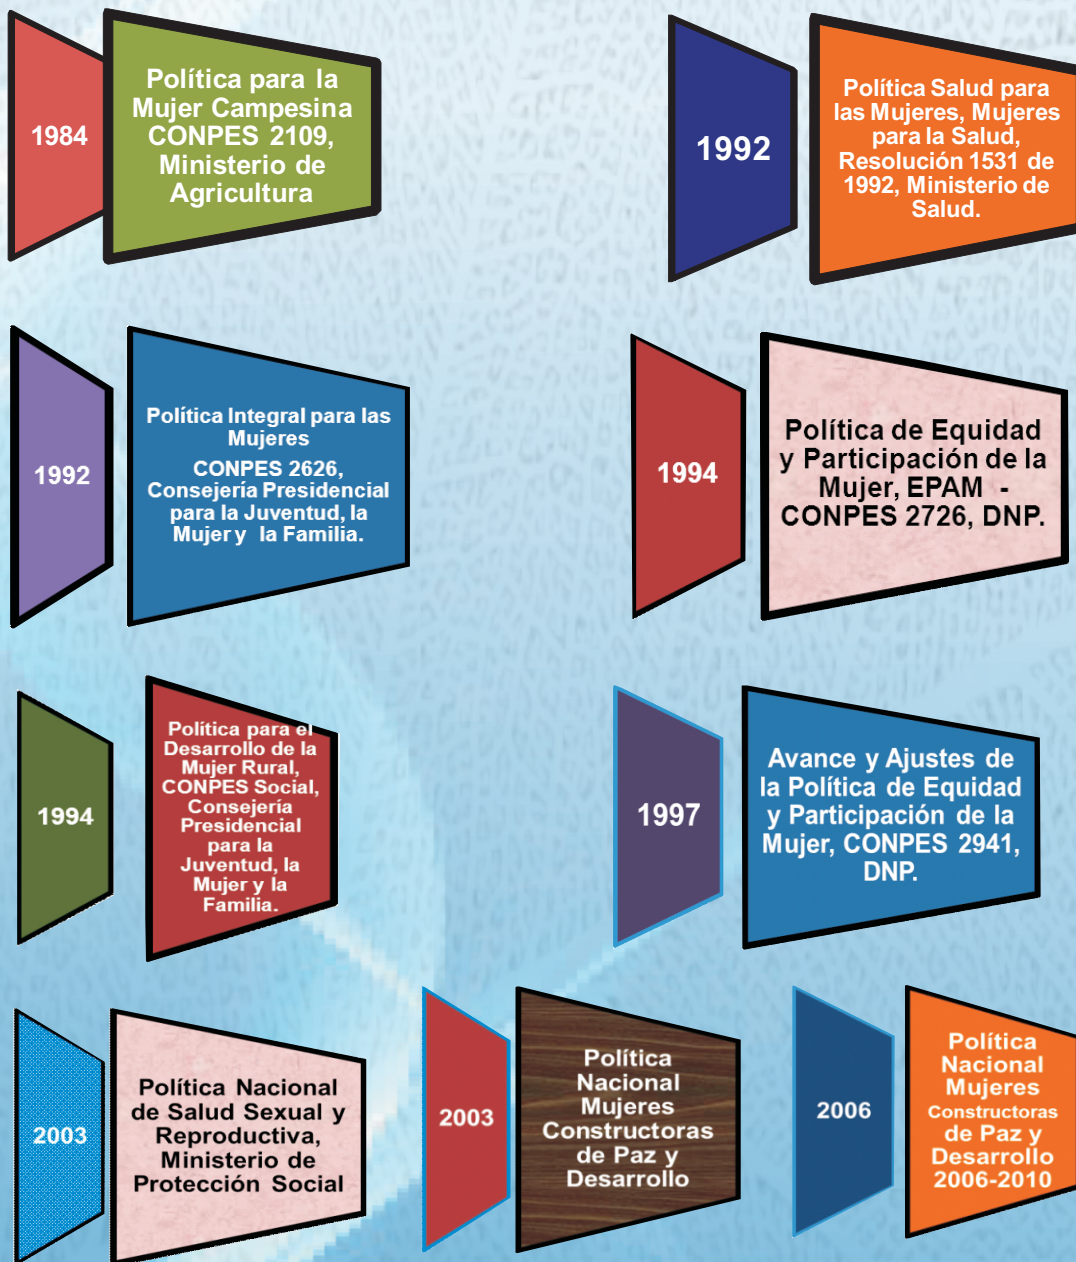 1984
Política para la
Mujer Campesina
CONPES 2109,
Ministerio de
Agricultura
1992
Política Salud para
las Mujeres, Mujeres
para la Salud,
Resolución 1531 de
1992, Ministerio de
Salud.
1992
Política Integral para las
Mujeres
CONPES 2626,
Consejería Presidencial
para la Juventud, la
Mujer y la Familia.
1994
Política de Equidad
y Participación de la
Mujer, EPAM -
CONPES 2726, DNP.
1994
Política para el
Desarrollo de la
Mujer Rural,
CONPES Social,
Consejería
Presidencial
para la
Juventud, la
Mujer y la
Familia.
1997
Avance y Ajustes de
la Política de Equidad
y Participación de la
Mujer, CONPES 2941,
DNP.
2003
Política Nacional
de Salud Sexual y
Reproductiva,
Ministerio de
Protección Social
2003
Política
Nacional
Mujeres
Constructoras
de Paz y
Desarrollo
2006
Política
Nacional
Mujeres
Constructoras
de Paz y
Desarrollo
2006-2010